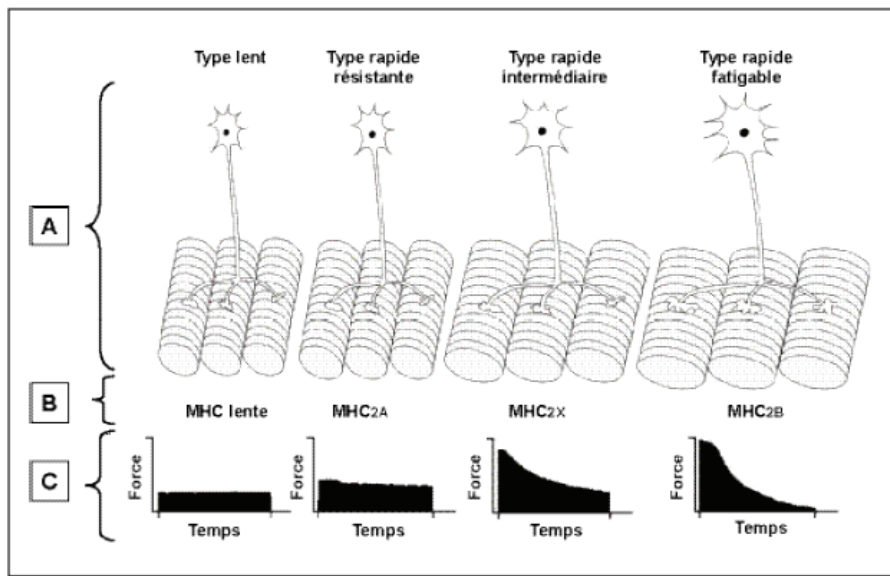 Type lent
Type rapide
résistante
Type rapide
intermédiaire
Type rapide
fatigable
A
B
MHC lente
MHC2A
MHC2X
MHC2B
C
Force
Temps
Force
Temps
Force
Temps
Force
Temps